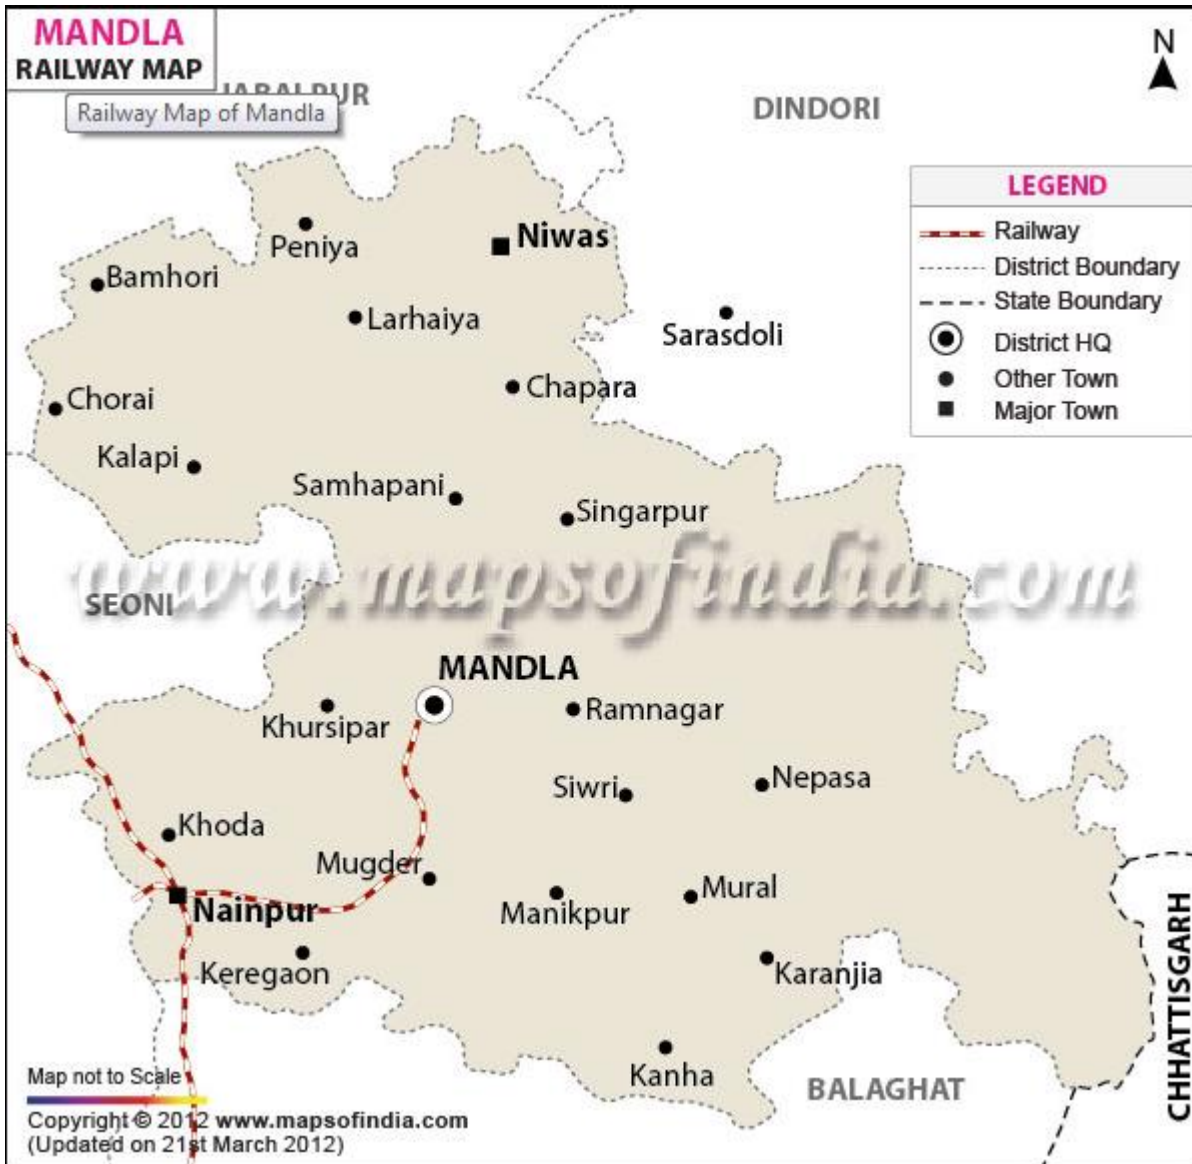 MANDLA
RAILWAY MAP
JABALPUR
Railway Map of Mandla
N
DINDORI
LEGEND
Railway
District Boundary
State Boundary
District HQ
Other Town
Major Town
Peniya
Niwas
Bamhori
Larhaiya
Sarasdoli
Chapara
Chorai
Kalapi
Samhapani
Singarpur
www.mapsofindia.com
SEONI
MANDLA
Khursipar
Ramnagar
Siwri
Nepasa
Khoda
Mugder
Nainpur
Manikpur
Mural
Keregaon
Karanjia
CHHATTISGARH
Kanha
BALAGHAT
Map not to Scale
Copyright © 2012 www.mapsofindia.com
(Updated on 21st March 2012)